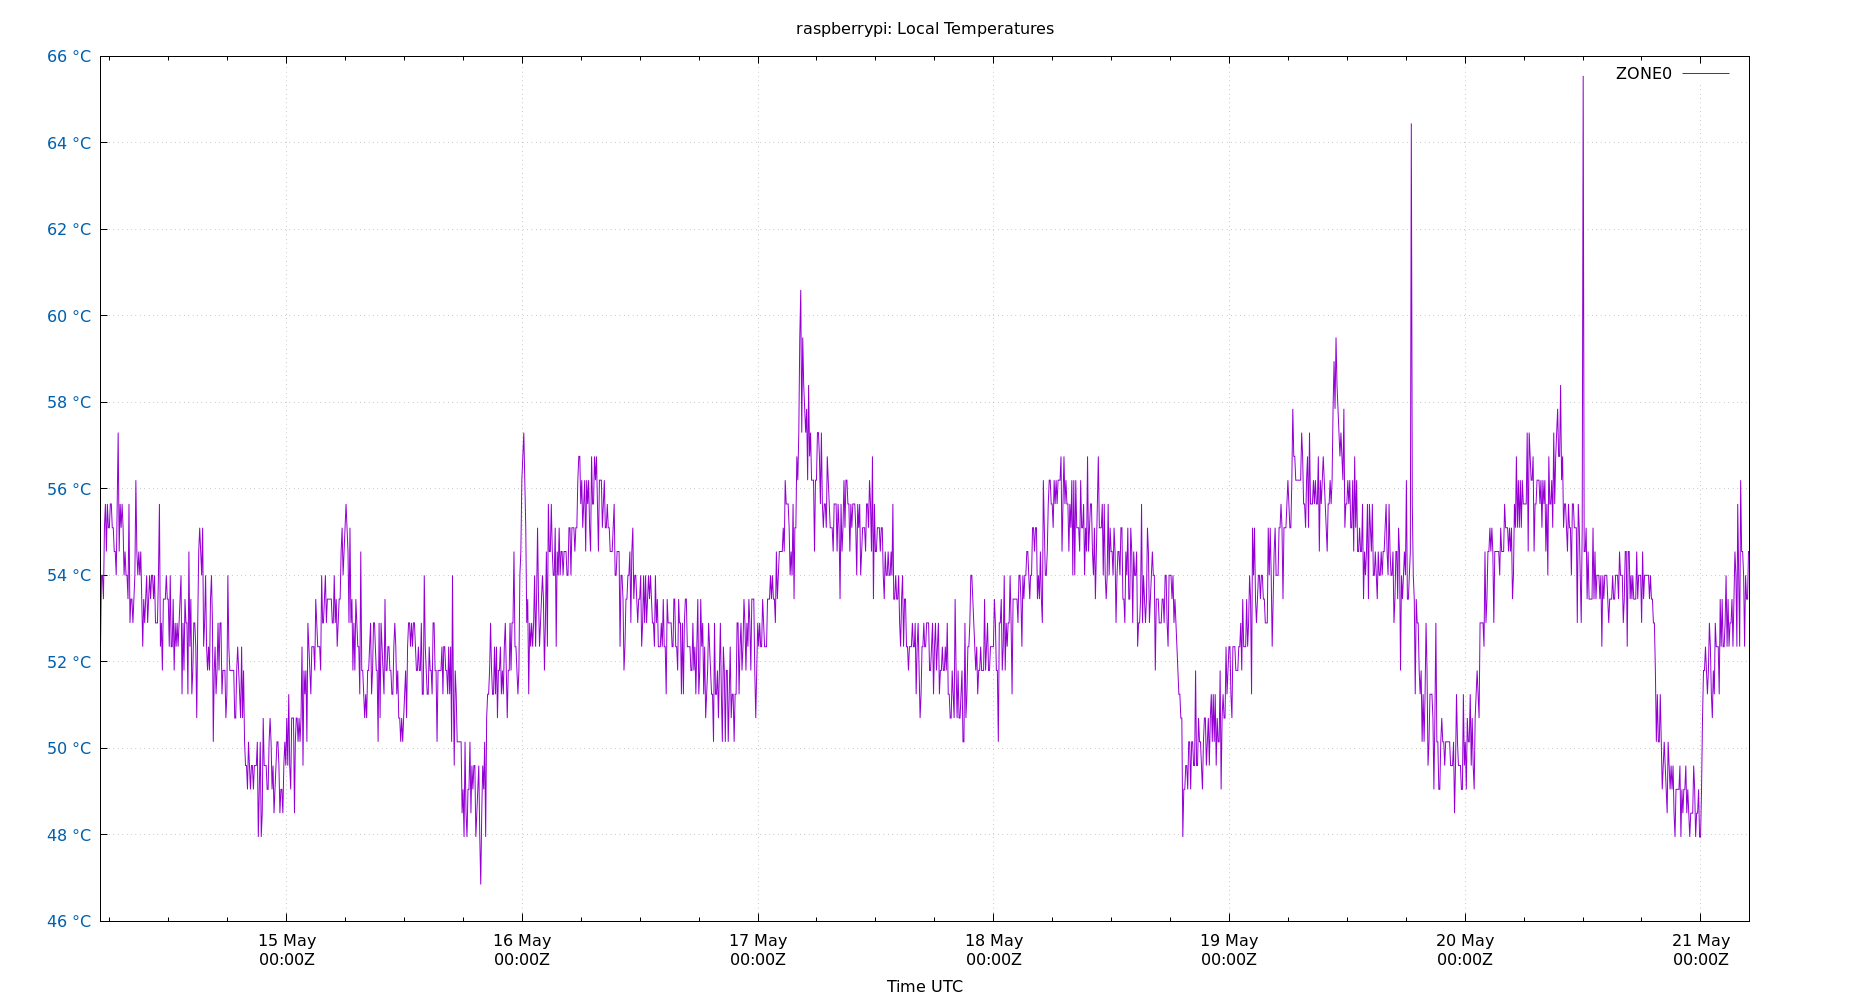 raspberrypi: Local Temperatures
66 °C
ZONE0
64 °C
62 °C
60 °C
58 °C
56 °C
54 °C
52 °C
50 °C
48 °C
46 °C
15 May 16 May 17 May 18 May 19 May 20 May 21 May
00:00Z 00:00Z 00:00Z 00:00Z 00:00Z 00:00Z 00:00Z
Time UTC